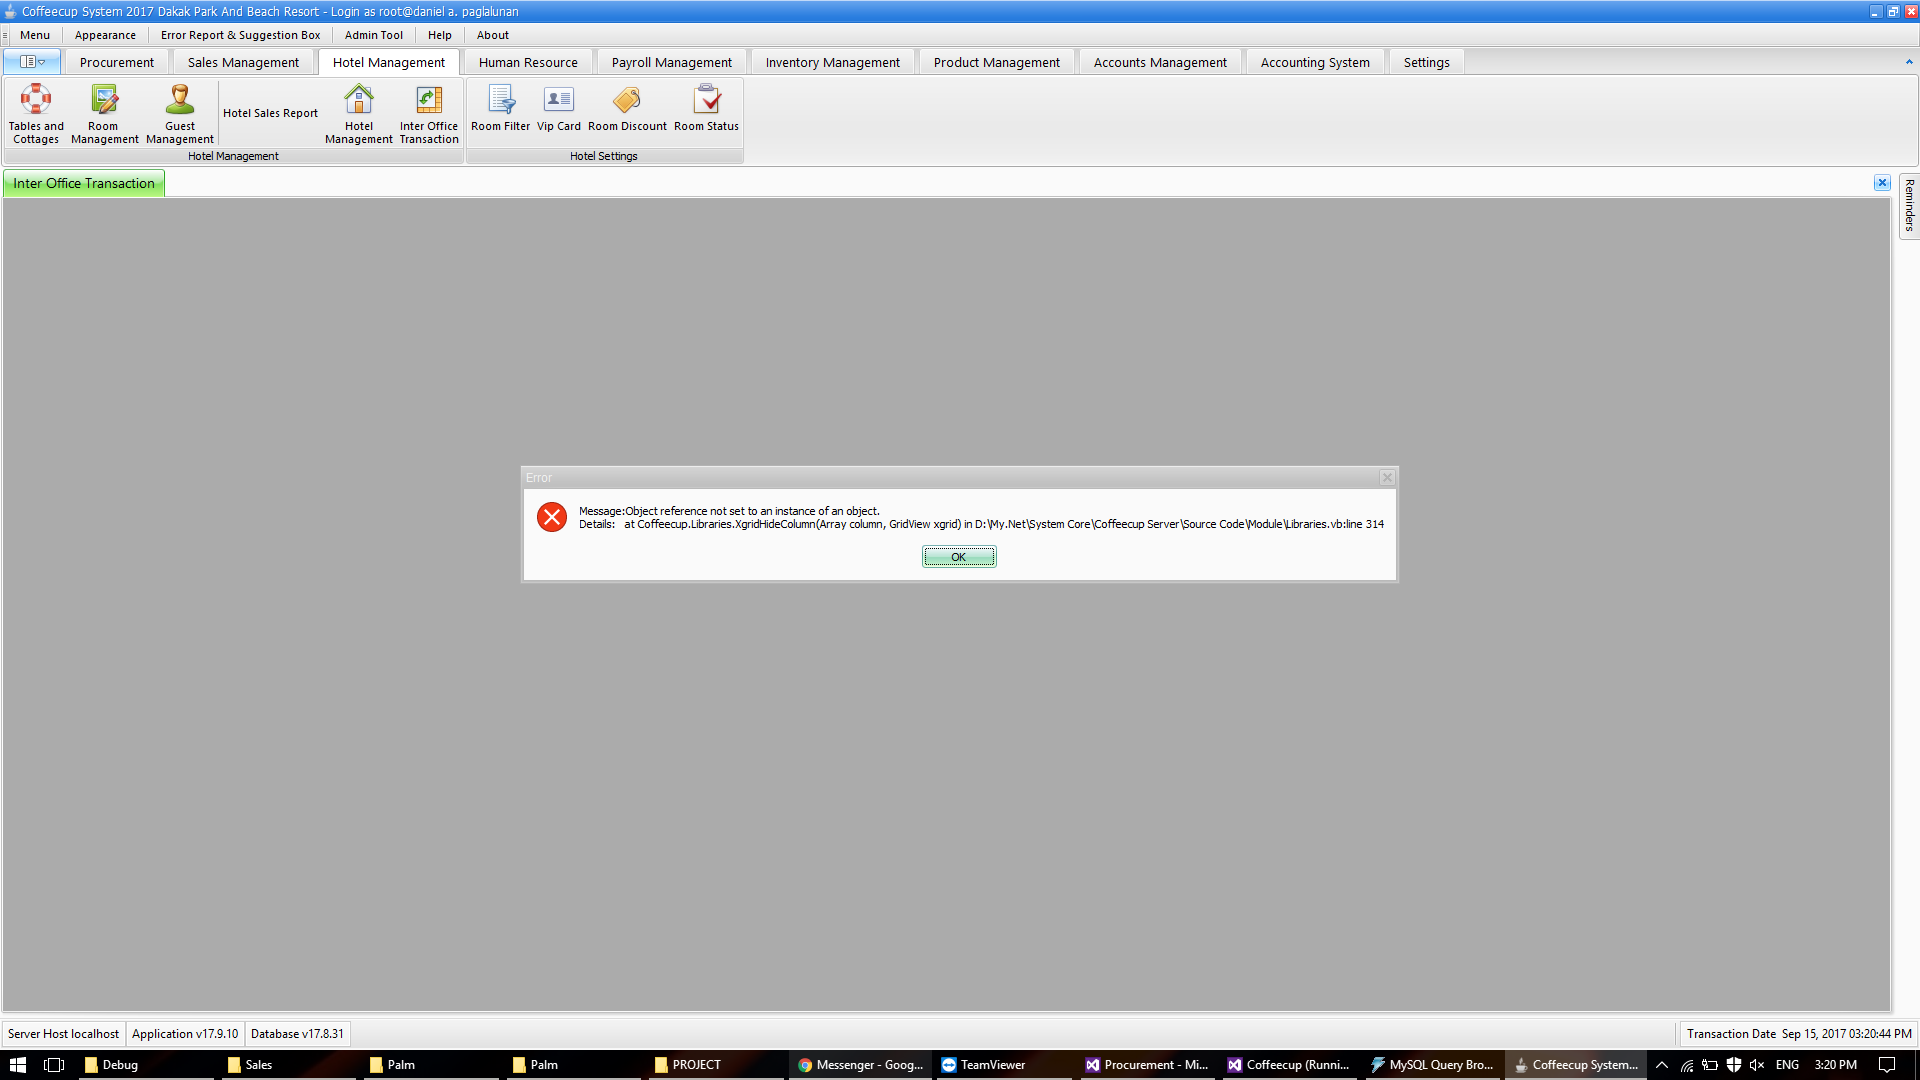 Coffeecup System 2017 Dakak Park And Beach Resort - Login as root@daniel a. paglalunan
Menu Appearance Error Report & Suggestion Box Admin Tool Help About
Procurement Sales Management Hotel Management Human Resource Payroll Management Inventory Management Product Management Accounts Management Accounting System Settings
Tables and Cottages
Room Management
Guest Management
Hotel Sales Report
Hotel Management
Inter Office Transaction
Room Filter
Vip Card
Room Discount
Room Status
Hotel Management
Hotel Settings
Inter Office Transaction
Reminders
Error
Message:Object reference not set to an instance of an object.
Details: at Coffeecup.Libraries.XgridHideColumn(Array column, GridView xgrid) in D:\My.Net\System Core\Coffeecup Server\Source Code\Module\Libraries.vb:line 314
OK
Server Host localhost Application v17.9.10 Database v17.8.31 Transaction Date Sep 15, 2017 03:20:44 PM
Debug Sales Palm Palm PROJECT Messenger - Goog... TeamViewer Procurement - Mi... Coffeecup (Runni... MySQL Query Bro... Coffeecup System... ENG 3:20 PM